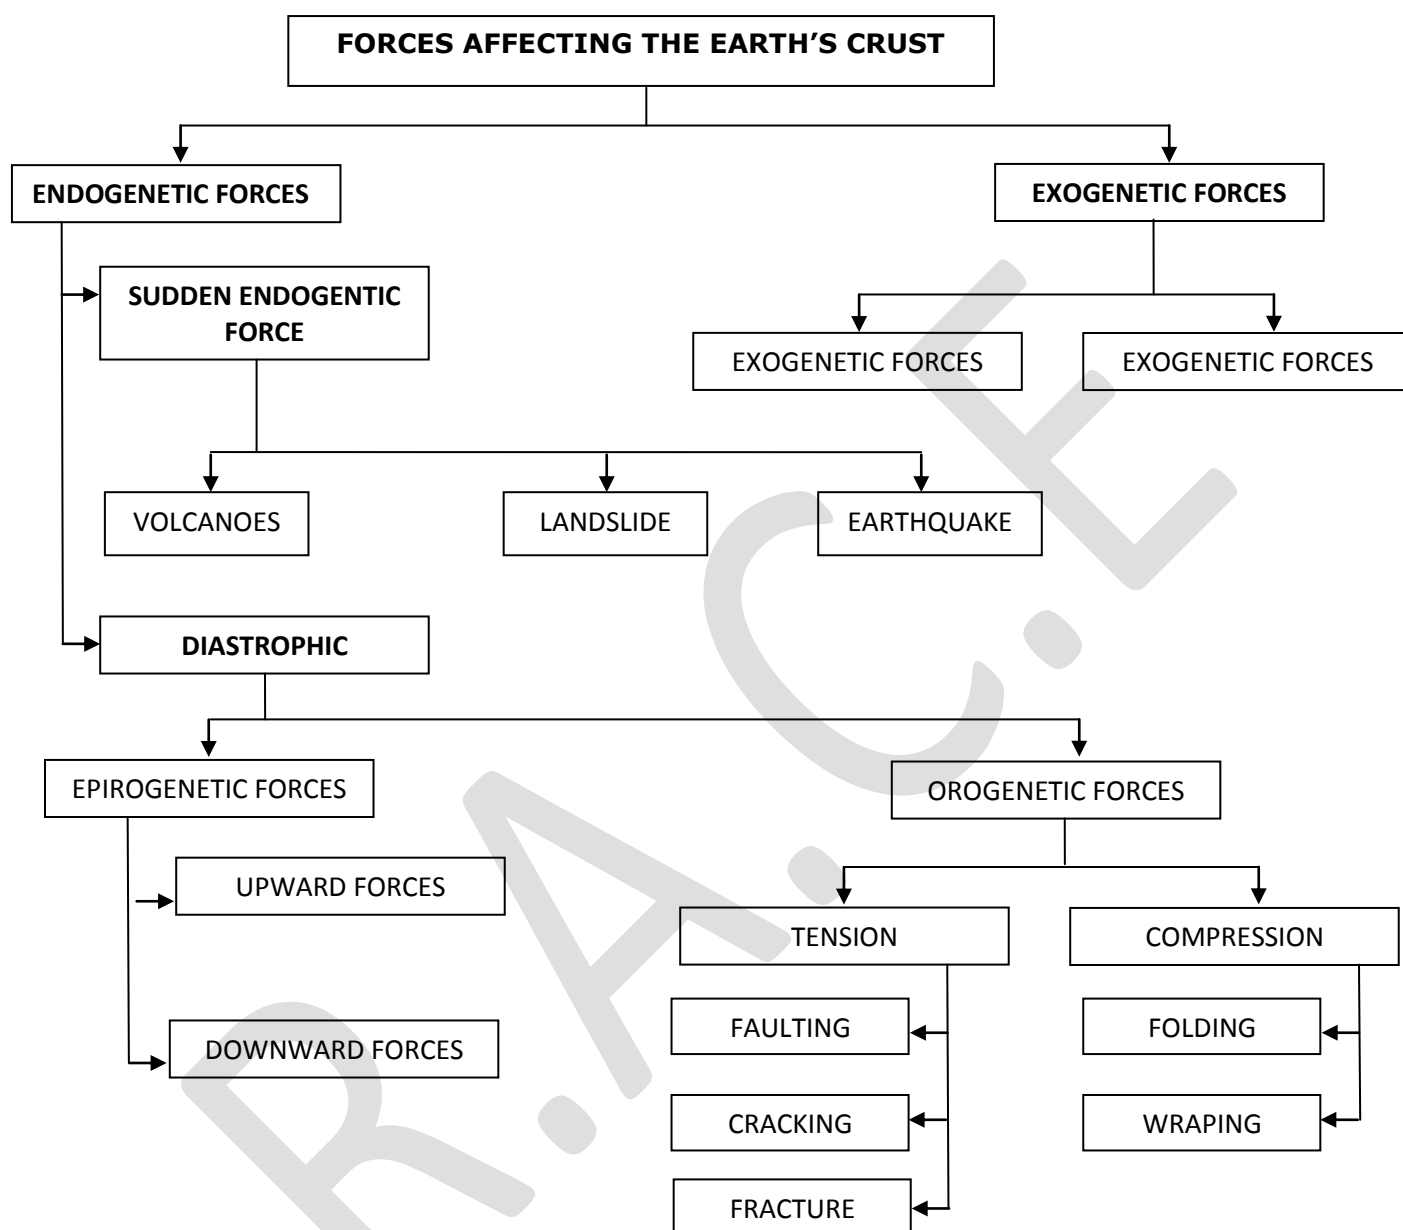 FORCES AFFECTING THE EARTH’S CRUST
ENDOGENETIC FORCES
EXOGENETIC FORCES
SUDDEN ENDOGENTIC
FORCE
EXOGENETIC FORCES
EXOGENETIC FORCES
VOLCANOES
LANDSLIDE
EARTHQUAKE
DIASTROPHIC
EPIROGENETIC FORCES
OROGENETIC FORCES
UPWARD FORCES
TENSION
COMPRESSION
FAULTING
FOLDING
DOWNWARD FORCES
CRACKING
WRAPING
FRACTURE
R.A.C.E